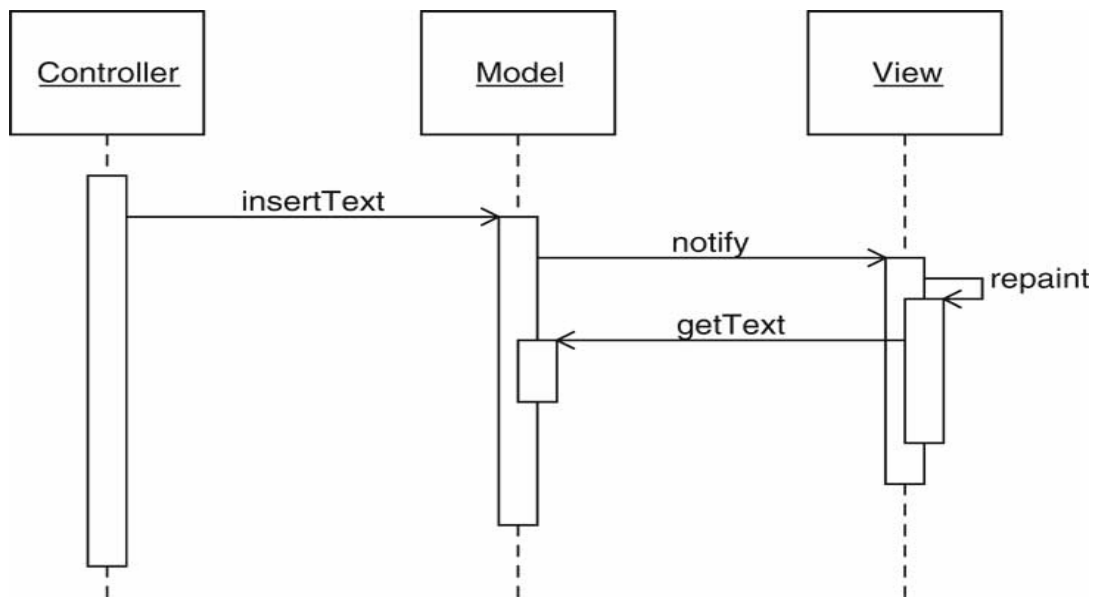 Controller
Model
View
insertText
notify
repaint
getText